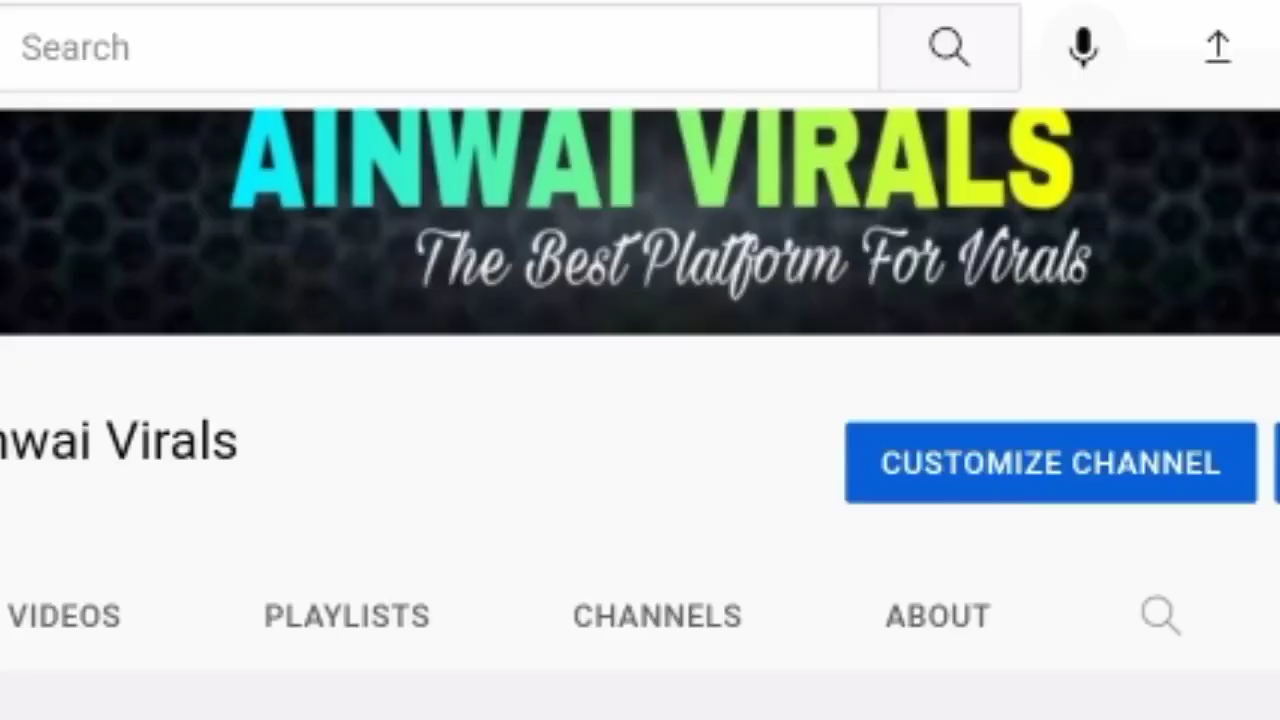 Search
AINWAI VIRALS
The Best Platform For Virals
nwai Virals
CUSTOMIZE CHANNEL
VIDEOS PLAYLISTS CHANNELS ABOUT